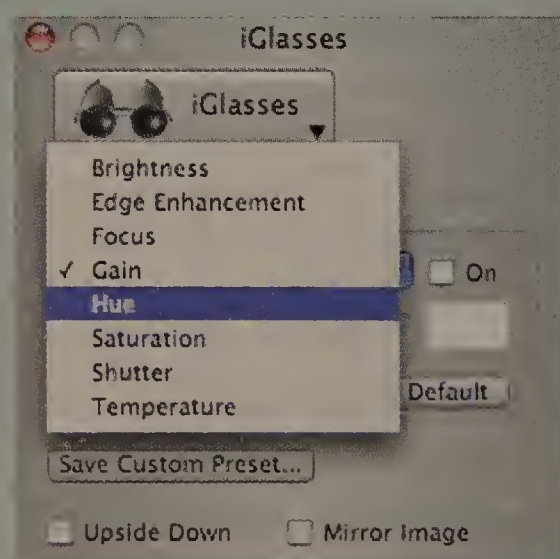 iGlasses
iGlasses
Brightness
Edge Enhancement
Focus
✓ Gain
On
Hue
Saturation
Shutter
Default
Temperature
Save Custom Preset...
Upside Down
Mirror Image